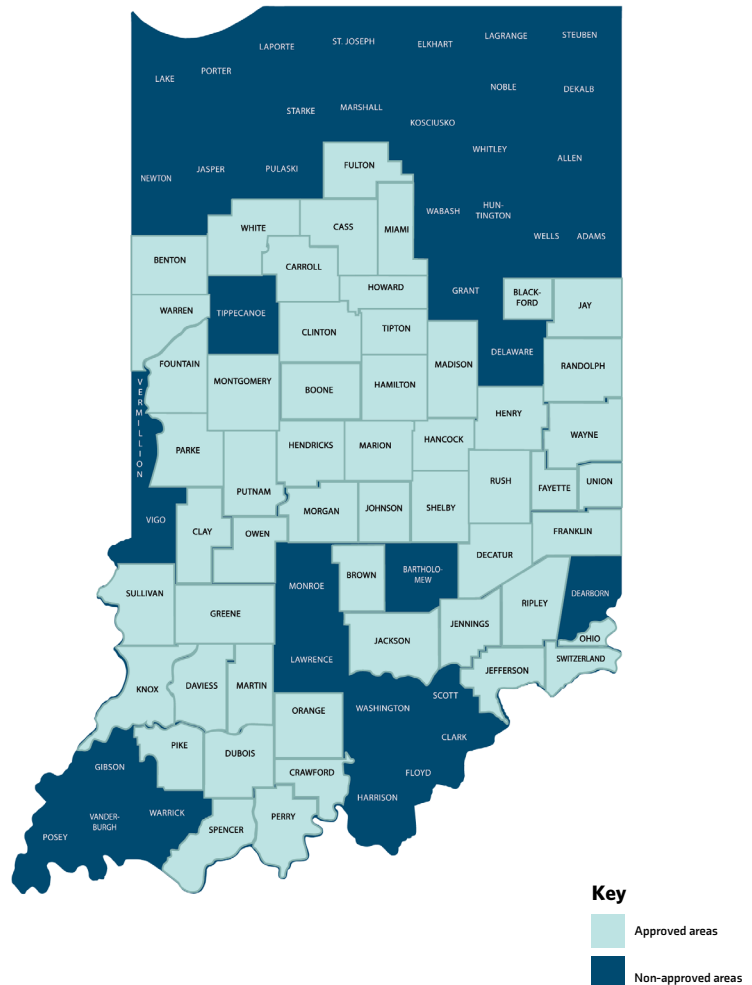 STEUBEN
LAGRANGE
ST. JOSEPH
ELKHART
LAPORTE
PORTER
LAKE
NOBLE
DEKALB
STARKE
MARSHALL
KOSCIUSKO
WHITLEY
ALLEN
FULTON
JASPER
PULASKI
NEWTON
WABASH
HUN-
TINGTON
WHITE
CASS
MIAMI
WELLS
ADAMS
BENTON
CARROLL
HOWARD
GRANT
BLACK-
FORD
JAY
WARREN
TIPPECANOE
CLINTON
TIPTON
DELAWARE
FOUNTAIN
MADISON
RANDOLPH
MONTGOMERY
BOONE
HAMILTON
V
E
R
M
I
L
L
I
O
N
HENRY
WAYNE
PARKE
HENDRICKS
MARION
HANCOCK
PUTNAM
RUSH
FAYETTE
UNION
MORGAN
JOHNSON
SHELBY
VIGO
CLAY
OWEN
FRANKLIN
DECATUR
BROWN
BARTHOLO-
MEW
MONROE
SULLIVAN
DEARBORN
RIPLEY
GREENE
JENNINGS
JACKSON
OHIO
LAWRENCE
SWITZERLAND
JEFFERSON
KNOX
DAVIESS
MARTIN
SCOTT
ORANGE
WASHINGTON
CLARK
PIKE
DUBOIS
GIBSON
CRAWFORD
FLOYD
HARRISON
WARRICK
VANDER-
BURGH
PERRY
SPENCER
POSEY
Key
Approved areas
Non-approved areas